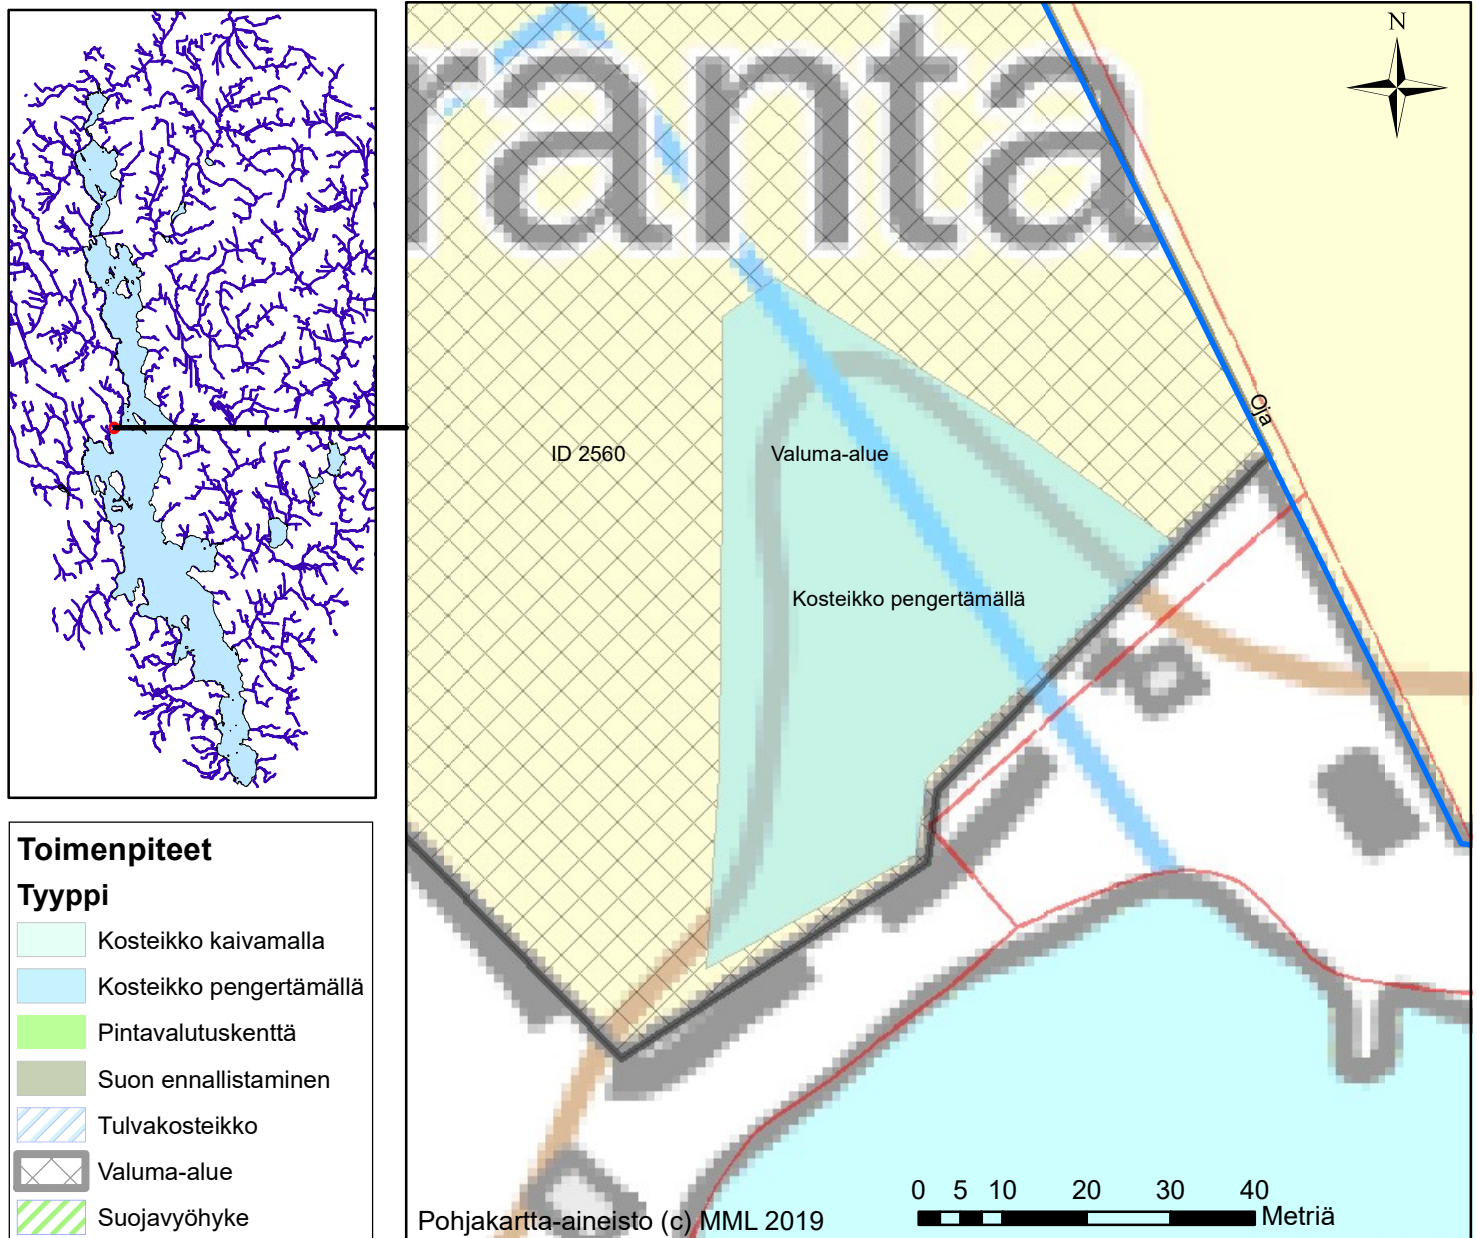 ranta
N
Oja
ID 2560
Valuma-alue
Kosteikko pengertämällä
Toimenpiteet
Tyyppi
Kosteikko kaivamalla
Kosteikko pengertämällä
Pintavalutuskenttä
Suon ennallistaminen
Tulvakosteikko
Valuma-alue
Suojavyöhyke
Pohjakartta-aineisto (c) MML 2019
0 5 10 20 30 40
Metriä